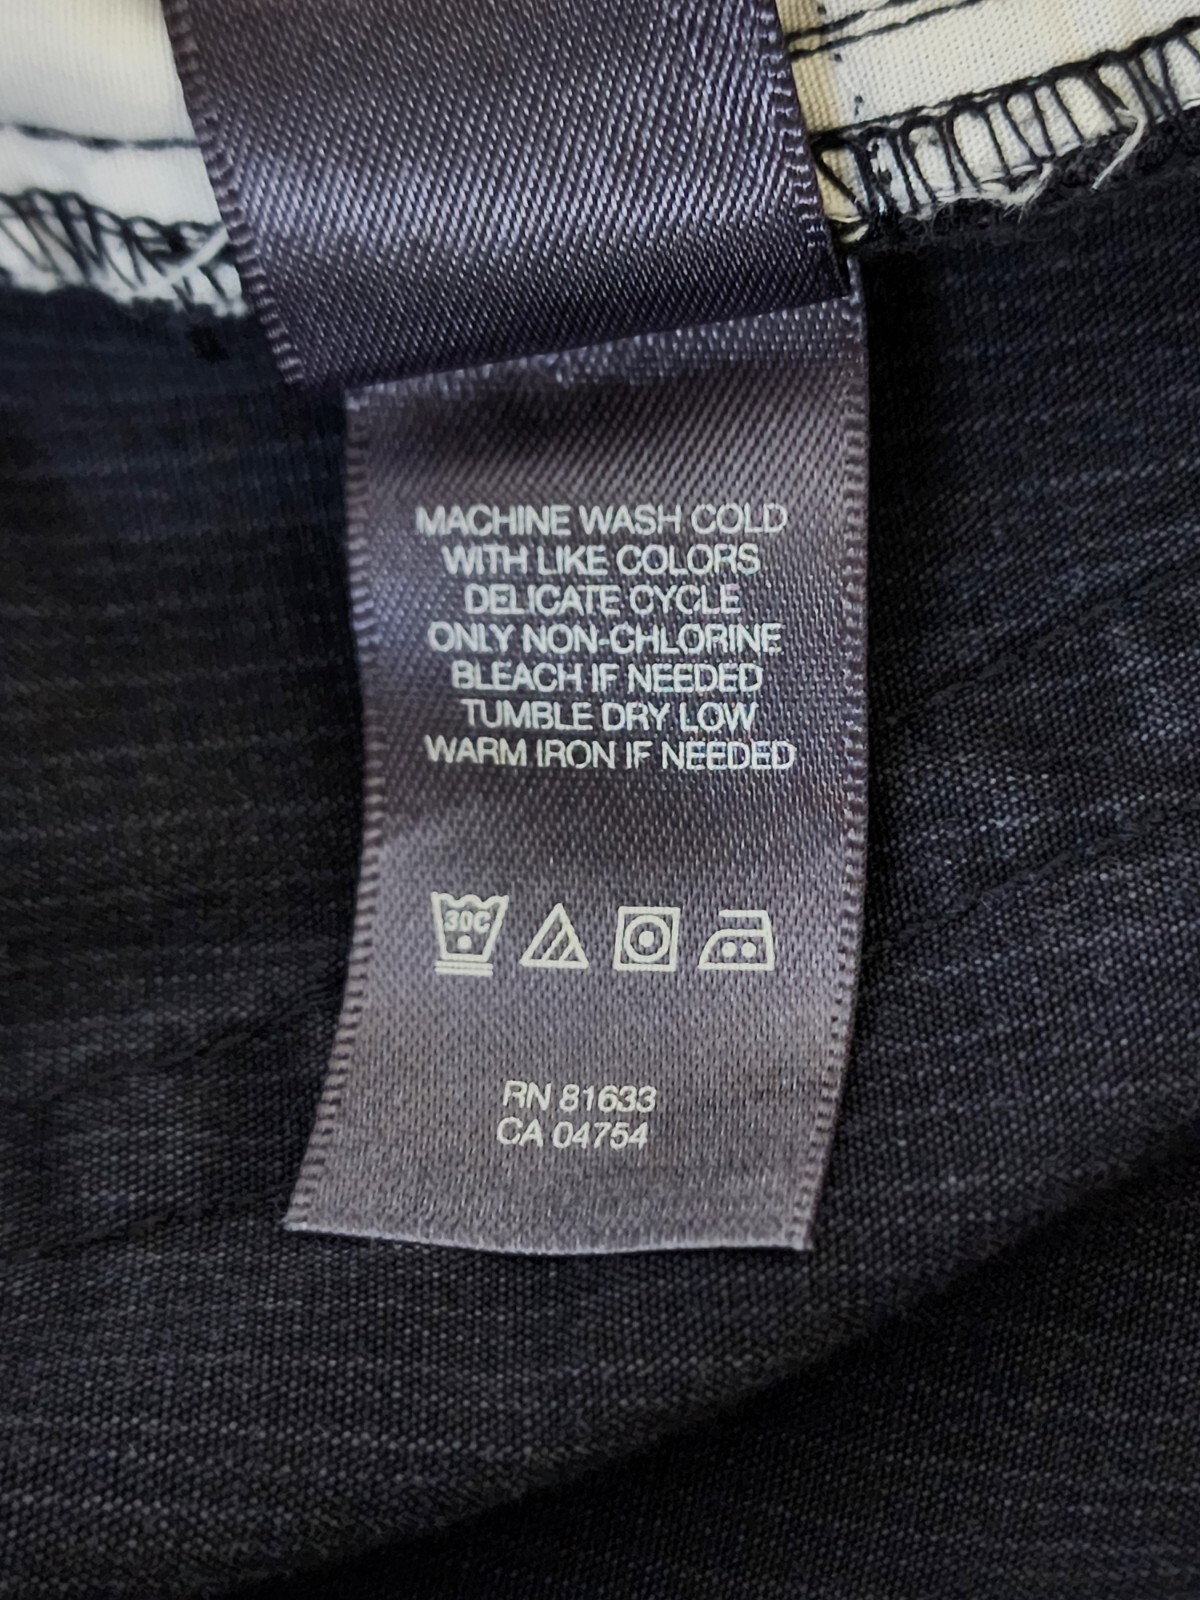 MACHINE WASH COLD
WITH LIKE COLORS
DELICATE CYCLE
ONLY NON-CHLORINE
BLEACH IF NEEDED
TUMBLE DRY LOW
WARM IRON IF NEEDED
30C
RN 81633
CA 04754